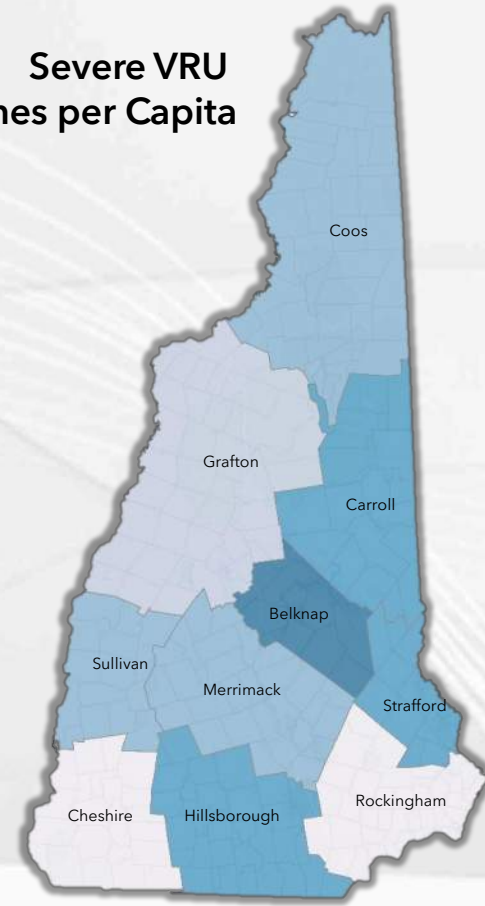 Severe VRU
nes per Capita
Coos
Grafton
Carroll
Belknap
Sullivan
Merrimack
Strafford
Rockingham
Cheshire
Hillsborough